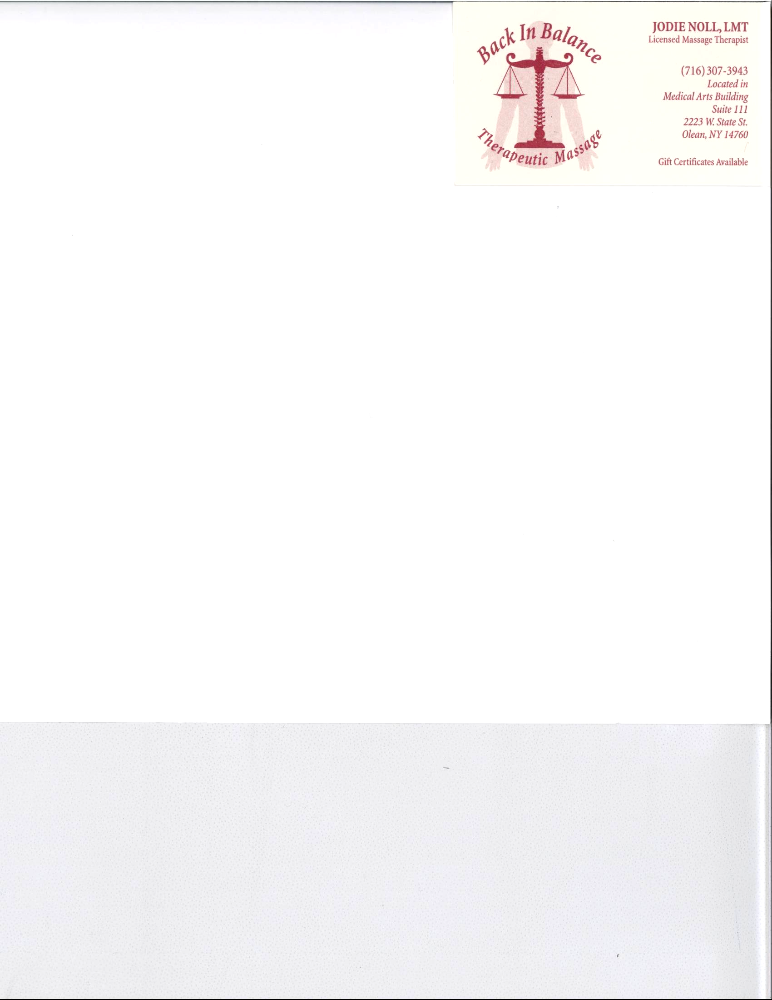 Back In Balance
Therapeutic Massage
JODIE NOLL, LMT
Licensed Massage Therapist
(716) 307-3943
Located in
Medical Arts Building
Suite 111
2223 W. State St.
Olean, NY 14760
Gift Certificates Available